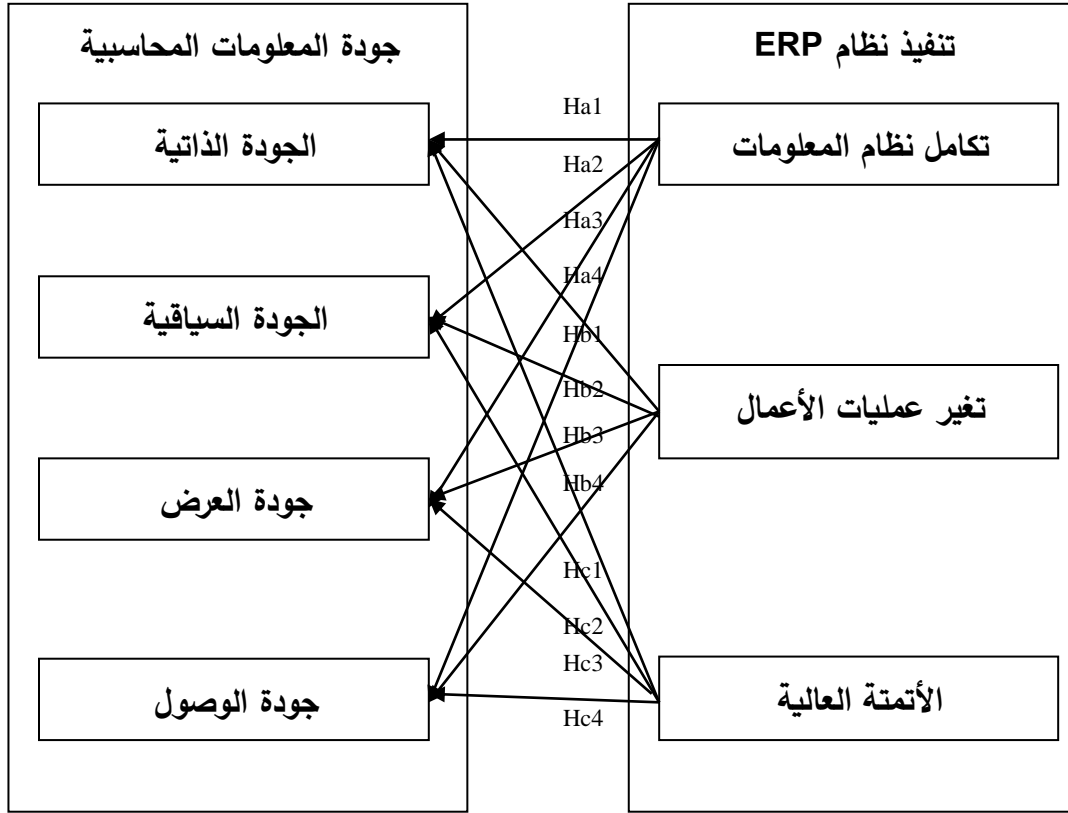 تنفيذ نظام ERP
تكامل نظام المعلومات
تغير عمليات الأعمال
الأتمتة العالية
Ha1
Ha2
Ha3
Ha4
Hb1
Hb2
Hb3
Hb4
Hc1
Hc2
Hc3
Hc4
جودة المعلومات المحاسبية
الجودة الذاتية
الجودة السياقية
جودة العرض
جودة الوصول